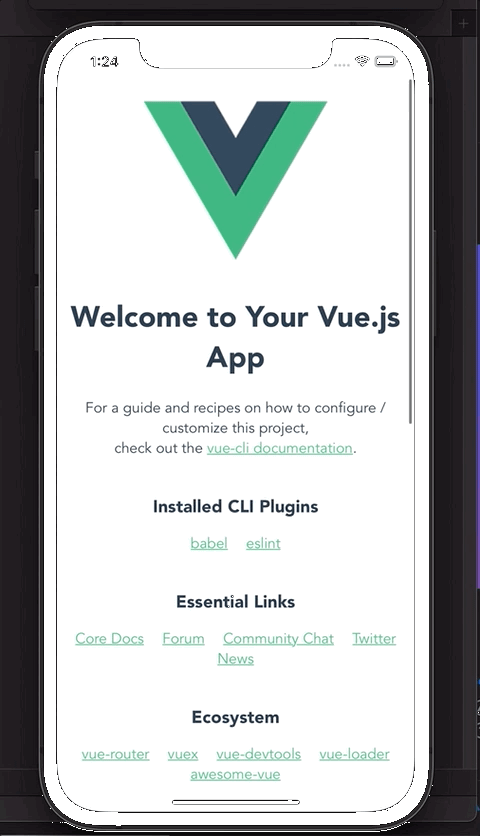 1:24
Welcome to Your Vue.js
App
For a guide and recipes on how to configure /
customize this project,
check out the vue-cli documentation.
Installed CLI Plugins
babel eslint
Essential Links
Core Docs Forum Community Chat Twitter
News
Ecosystem
vue-router vuex vue-devtools vue-loader
awesome-vue